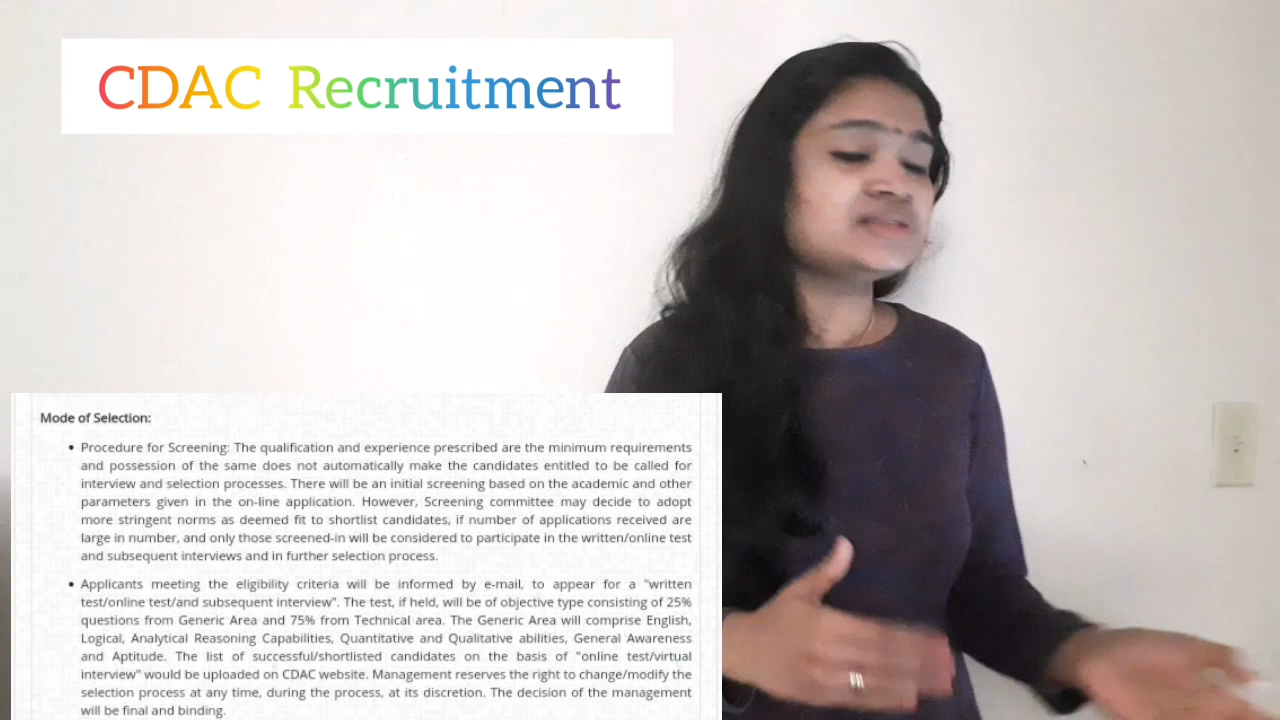 CDAC Recruitment
Mode of Selection:
• Procedure for Screening: The qualification and experience prescribed are the minimum requirements
and possession of the same does not automatically make the candidates entitled to be called for
interview and selection processes. There will be an initial screening based on the academic and other
parameters given in the on-line application. However, Screening committee may decide to adopt
more stringent norms as deemed fit to shortlist candidates, if number of applications received are
large in number, and only those screened-in will be considered to participate in the written/online test
and subsequent interviews and in further selection process.
• Applicants meeting the eligibility criteria will be informed by e-mail, to appear for a "written
test/online test/and subsequent interview". The test, if held, will be of objective type consisting of 25%
questions from Generic Area and 75% from Technical area. The Generic Area will comprise English,
Logical, Analytical Reasoning Capabilities, Quantitative and Qualitative abilities, General Awareness
and Aptitude. The list of successful/shortlisted candidates on the basis of "online test/virtual
interview" would be uploaded on CDAC website. Management reserves the right to change/modify the
selection process at any time, during the process, at its discretion. The decision of the management
will be final and binding.